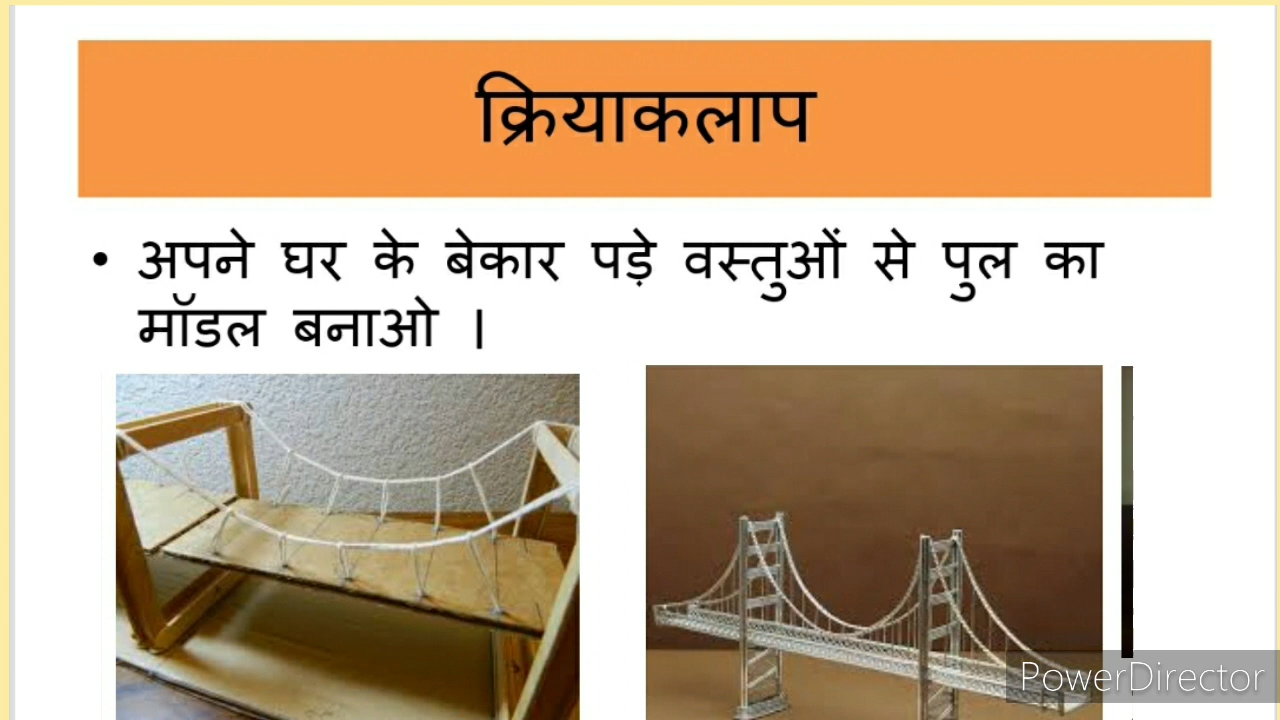 क्रियाकलाप
• अपने घर के बेकार पड़े वस्तुओं से पुल का
मॉडल बनाओ ।
PowerDirector